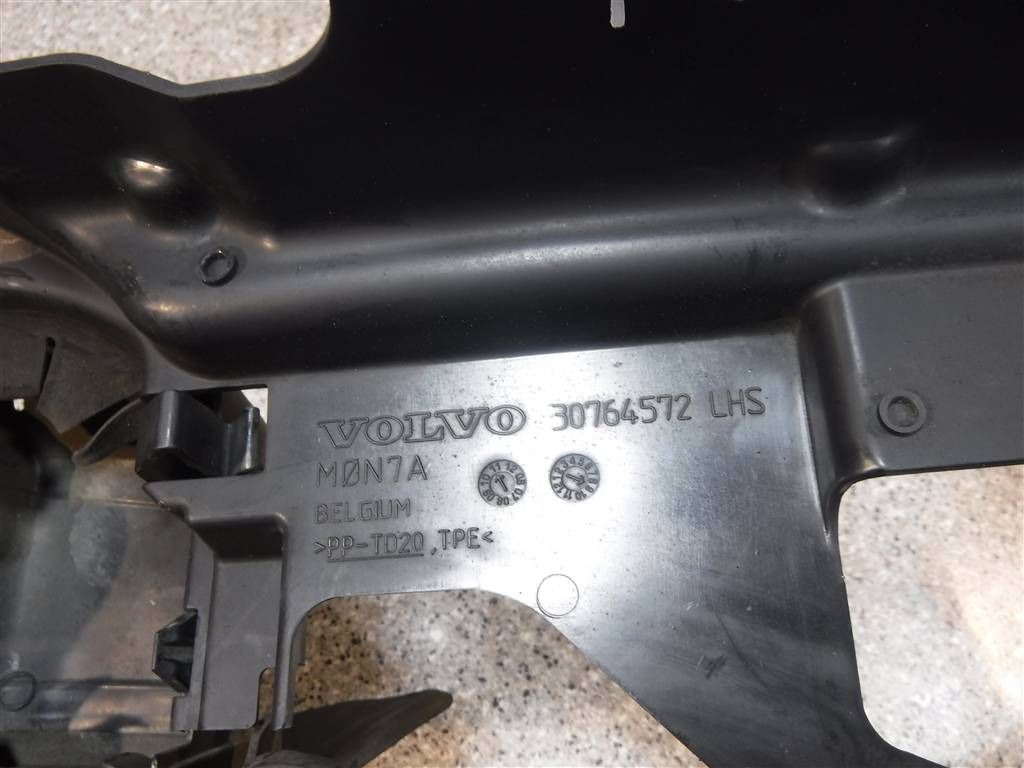 VOLVO 30764572 LHS
MØN7A
BELGIUM
>PP-TD20,TPE<